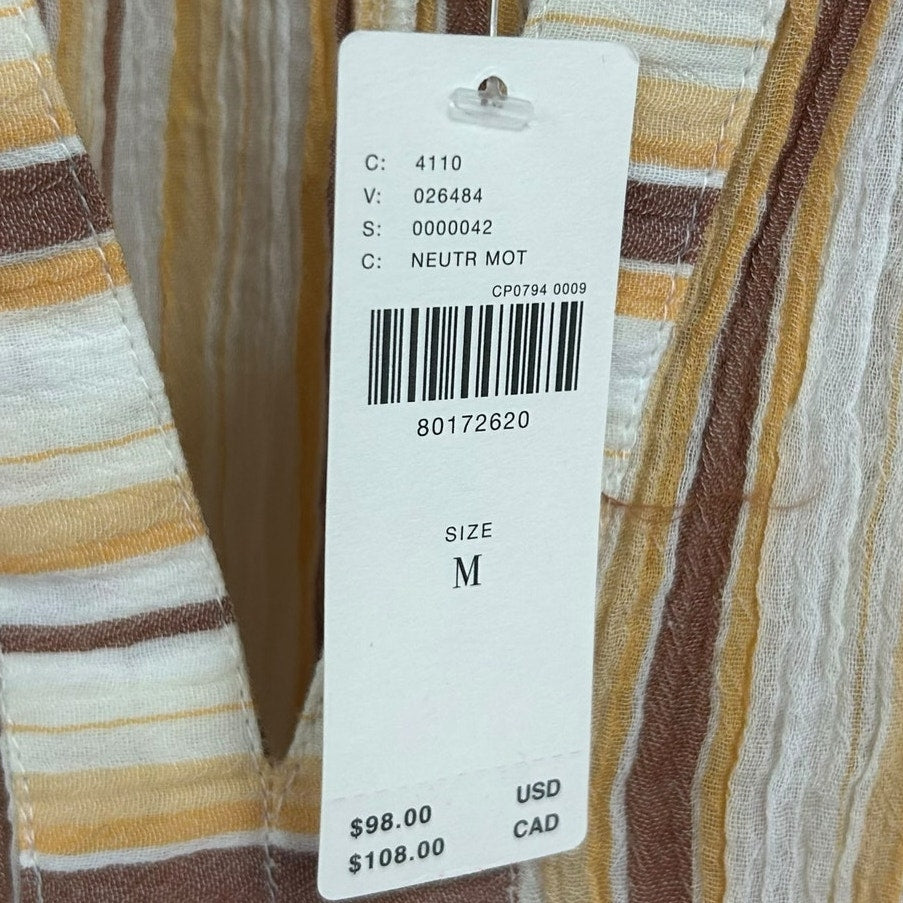 C: 4110
V: 026484
S: 0000042
C: NEUTR MOT
CP0794 0009
80172620
SIZE
M
$98.00 USD
$108.00 CAD